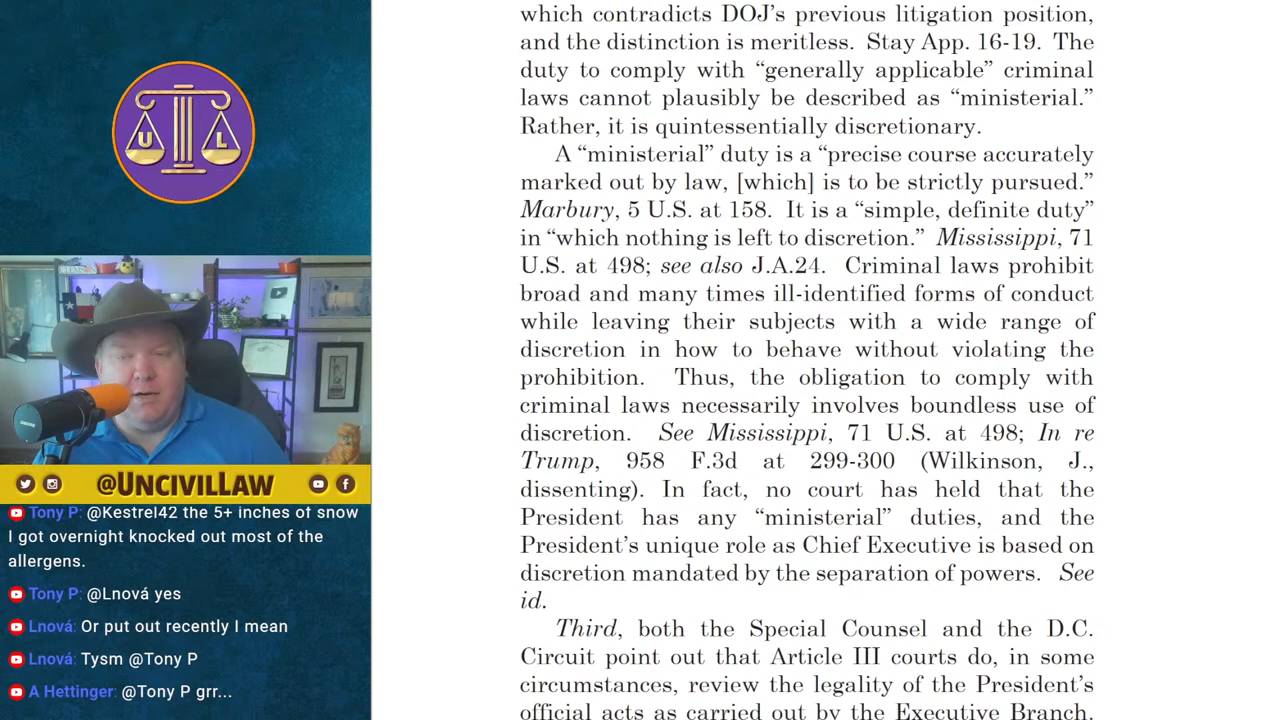 U L
@UNCIVILLAW
Tony P: @Kestrel42 the 5+ inches of snow
I got overnight knocked out most of the
allergens.
Tony P: @Lnová yes
Lnová: Or put out recently I mean
Lnová: Tysm @Tony P
A Hettinger: @Tony P grr...
which contradicts DOJ’s previous litigation position,
and the distinction is meritless. Stay App. 16-19. The
duty to comply with “generally applicable” criminal
laws cannot plausibly be described as “ministerial.”
Rather, it is quintessentially discretionary.
A “ministerial” duty is a “precise course accurately
marked out by law, [which] is to be strictly pursued.”
Marbury, 5 U.S. at 158. It is a “simple, definite duty”
in “which nothing is left to discretion.” Mississippi, 71
U.S. at 498; see also J.A.24. Criminal laws prohibit
broad and many times ill-identified forms of conduct
while leaving their subjects with a wide range of
discretion in how to behave without violating the
prohibition. Thus, the obligation to comply with
criminal laws necessarily involves boundless use of
discretion. See Mississippi, 71 U.S. at 498; In re
Trump, 958 F.3d at 299-300 (Wilkinson, J.,
dissenting). In fact, no court has held that the
President has any “ministerial” duties, and the
President’s unique role as Chief Executive is based on
discretion mandated by the separation of powers. See
id.
Third, both the Special Counsel and the D.C.
Circuit point out that Article III courts do, in some
circumstances, review the legality of the President’s
official acts as carried out by the Executive Branch.